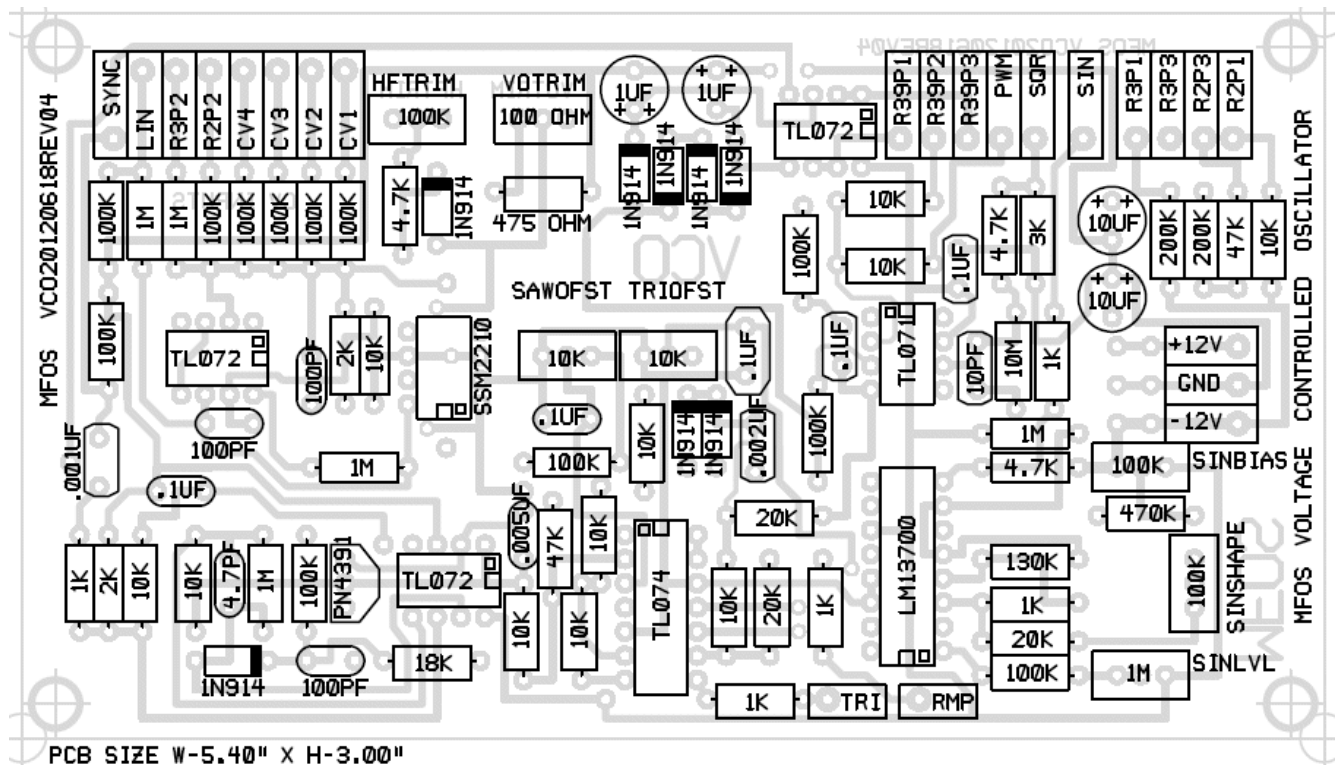 MFOS VCO20120618REV04
SYNC
LIN
R3P2
R2P2
CV4
CV3
CV2
CV1
HFTRIM
100K
VOTRIM
100 OHM
1UF
1UF
TL072
R39P1
R39P2
R39P3
PWM
SQR
SIN
R3P1
R3P3
R2P3
R2P1
MFOS VCO20120618REV04
100K
1M
1M
100K
100K
100K
100K
100K
4.7K
1N914
475 OHM
1N914
1N914
1N914
1N914
10K
10K
100K
.1UF
4.7K
3K
10UF
10UF
200K
200K
47K
10K
VCO
SAWOFST TRIOFST
100K
TL072
100PF
2K
10K
SSM2210
10K
10K
.1UF
.1UF
TL071
10PF
10M
1K
+12V
GND
-12V
100PF
.1UF
10K
1N914
1N914
.002UF
100K
1M
.001UF
1M
100K
4.7K
100K
SINBIAS
.1UF
.005UF
47K
10K
20K
470K
1K
2K
10K
10K
4.7PF
1M
100K
PN4391
TL072
TL074
10K
20K
1K
LM13700
130K
1K
20K
100K
100K
SINSHAPE
10K
10K
1N914
100PF
18K
1M
SINLVL
1K
TRI
RMP
MFOS VOLTAGE CONTROLLED OSCILLATOR
PCB SIZE W-5.40" X H-3.00"